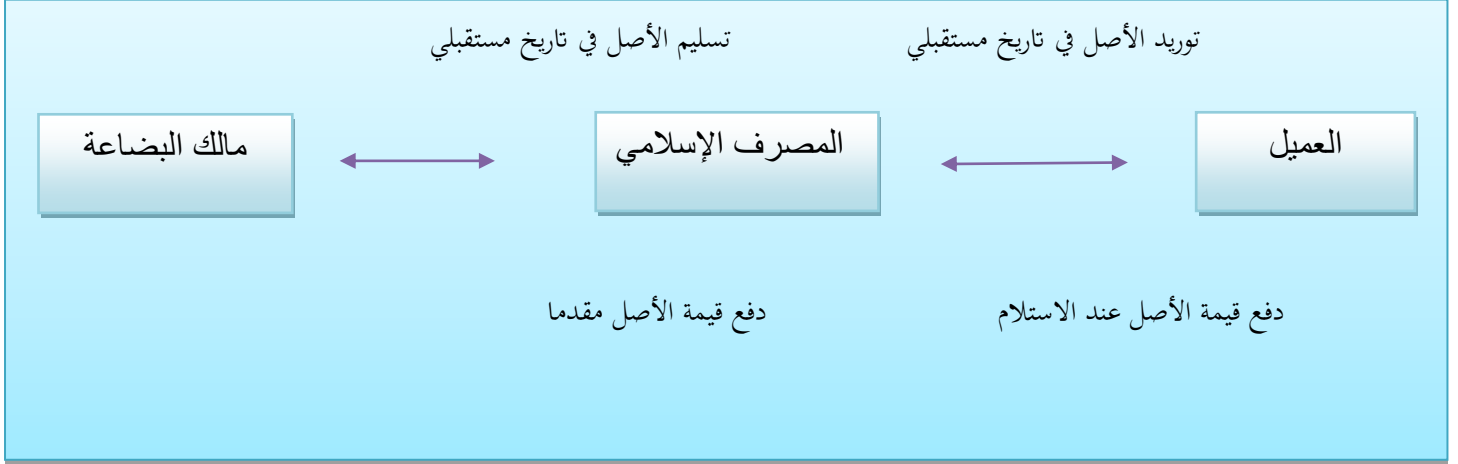 توريد الأصل في تاريخ مستقبلي
تسليم الأصل في تاريخ مستقبلي
العميل
المصرف الإسلامي
مالك البضاعة
دفع قيمة الأصل عند الاستلام
دفع قيمة الأصل مقدما